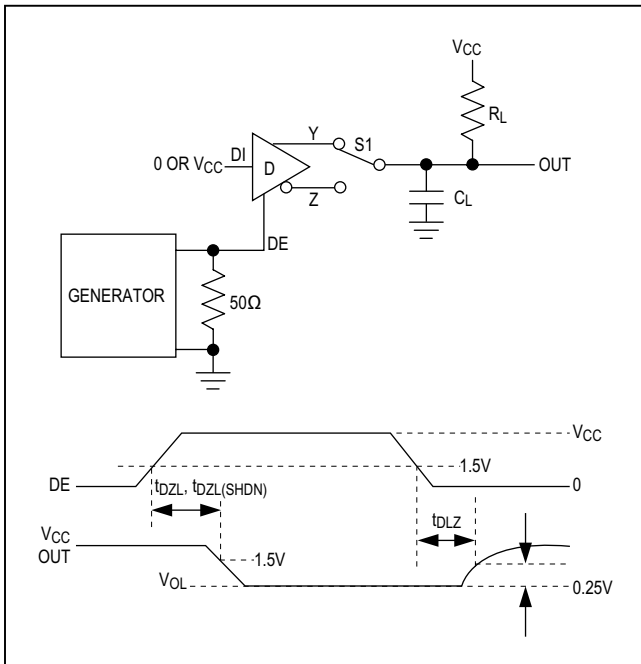 VCC
RL
Y
S1
0 OR VCC
DI
D
OUT
Z
CL
DE
GENERATOR
50Ω
VCC
1.5V
DE
0
tDZL, tDZL(SHDN)
tDLZ
VCC
OUT
1.5V
VOL
0.25V